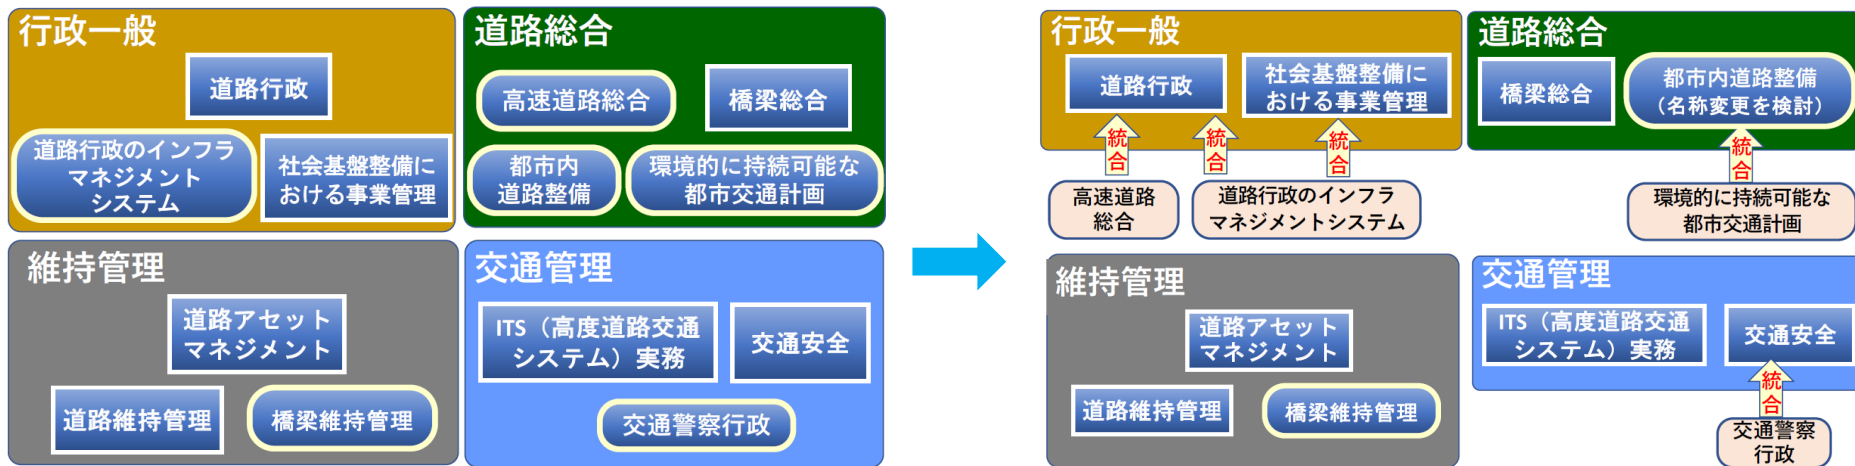 行政一般
道路行政
道路行政のインフラ
マネジメント
システム
社会基盤整備に
おける事業管理
道路総合
高速道路総合
橋梁総合
都市内
道路整備
環境的に持続可能な
都市交通計画
維持管理
道路アセット
マネジメント
道路維持管理
橋梁維持管理
交通管理
ITS（高度道路交通
システム）実務
交通安全
交通警察行政
行政一般
道路行政
社会基盤整備に
おける事業管理
統合
統合
統合
高速道路
総合
道路行政のインフラ
マネジメントシステム
道路総合
橋梁総合
都市内道路整備
（名称変更を検討）
統合
環境的に持続可能な
都市交通計画
維持管理
道路アセット
マネジメント
道路維持管理
橋梁維持管理
交通管理
ITS（高度道路交通
システム）実務
交通安全
統合
交通警察
行政